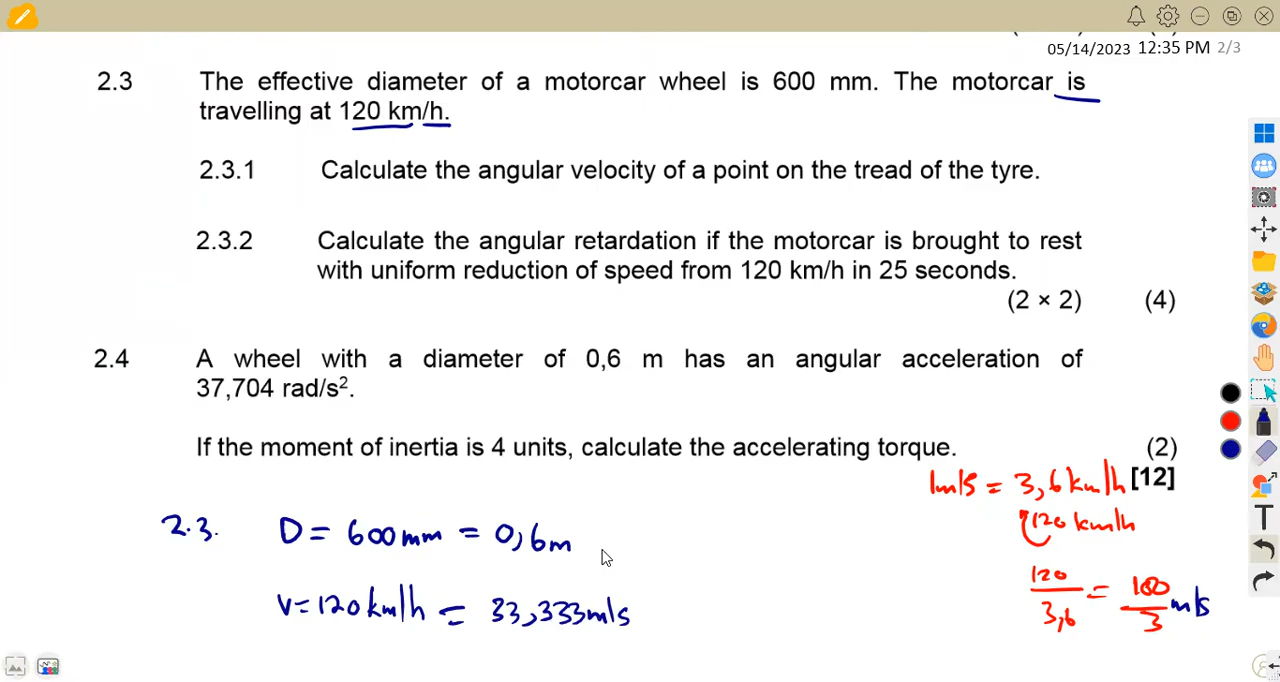 05/14/2023 12:35 PM 2/3
2.3 The effective diameter of a motorcar wheel is 600 mm. The motorcar is
travelling at 120 km/h.
2.3.1 Calculate the angular velocity of a point on the tread of the tyre.
2.3.2 Calculate the angular retardation if the motorcar is brought to rest
with uniform reduction of speed from 120 km/h in 25 seconds.
(2 × 2) (4)
2.4 A wheel with a diameter of 0,6 m has an angular acceleration of
37,704 rad/s².
If the moment of inertia is 4 units, calculate the accelerating torque. (2)
[12]
1m/s = 3,6 km/h
120 km/h
120/3,6 = 100/3 m/s
2.3. D = 600mm = 0,6m
V = 120 km/h = 33,333 m/s